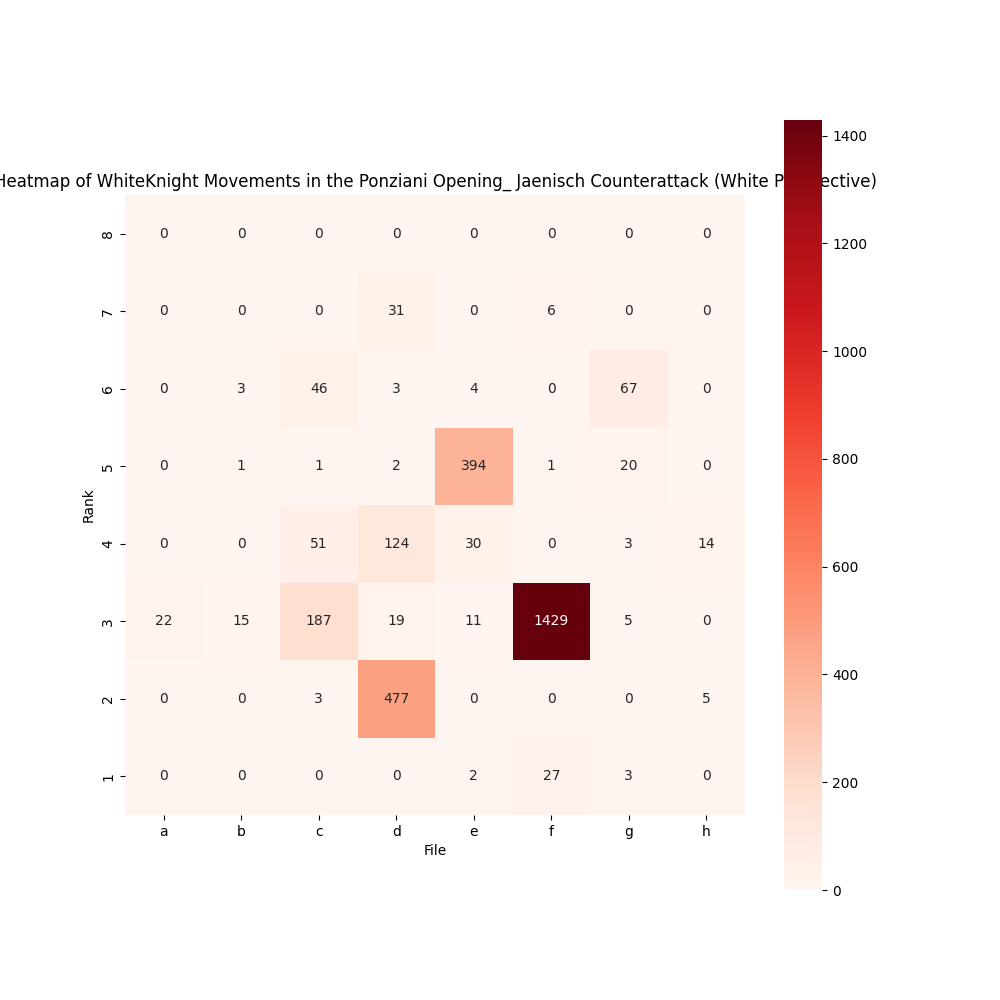 Heatmap of WhiteKnight Movements in the Ponziani Opening_ Jaenisch Counterattack (White P ective)
1400
1200
1000
800
600
400
200
0
Rank
8 0 0 0 0 0 0 0 0
7 0 0 0 31 0 6 0 0
6 0 3 46 3 4 0 67 0
5 0 1 1 2 394 1 20 0
4 0 0 51 124 30 0 3 14
3 22 15 187 19 11 1429 5 0
2 0 0 3 477 0 0 0 5
1 0 0 0 0 2 27 3 0
a b c d e f g h
File